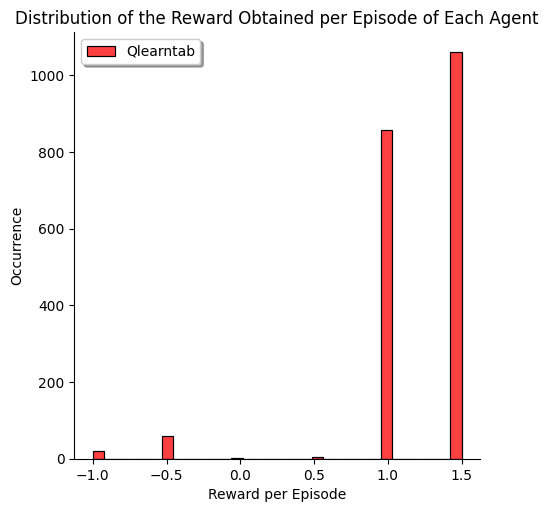 Distribution of the Reward Obtained per Episode of Each Agent
Qlearntab
1000
800
600
400
200
0
Occurrence
−1.0 −0.5 0.0 0.5 1.0 1.5
Reward per Episode